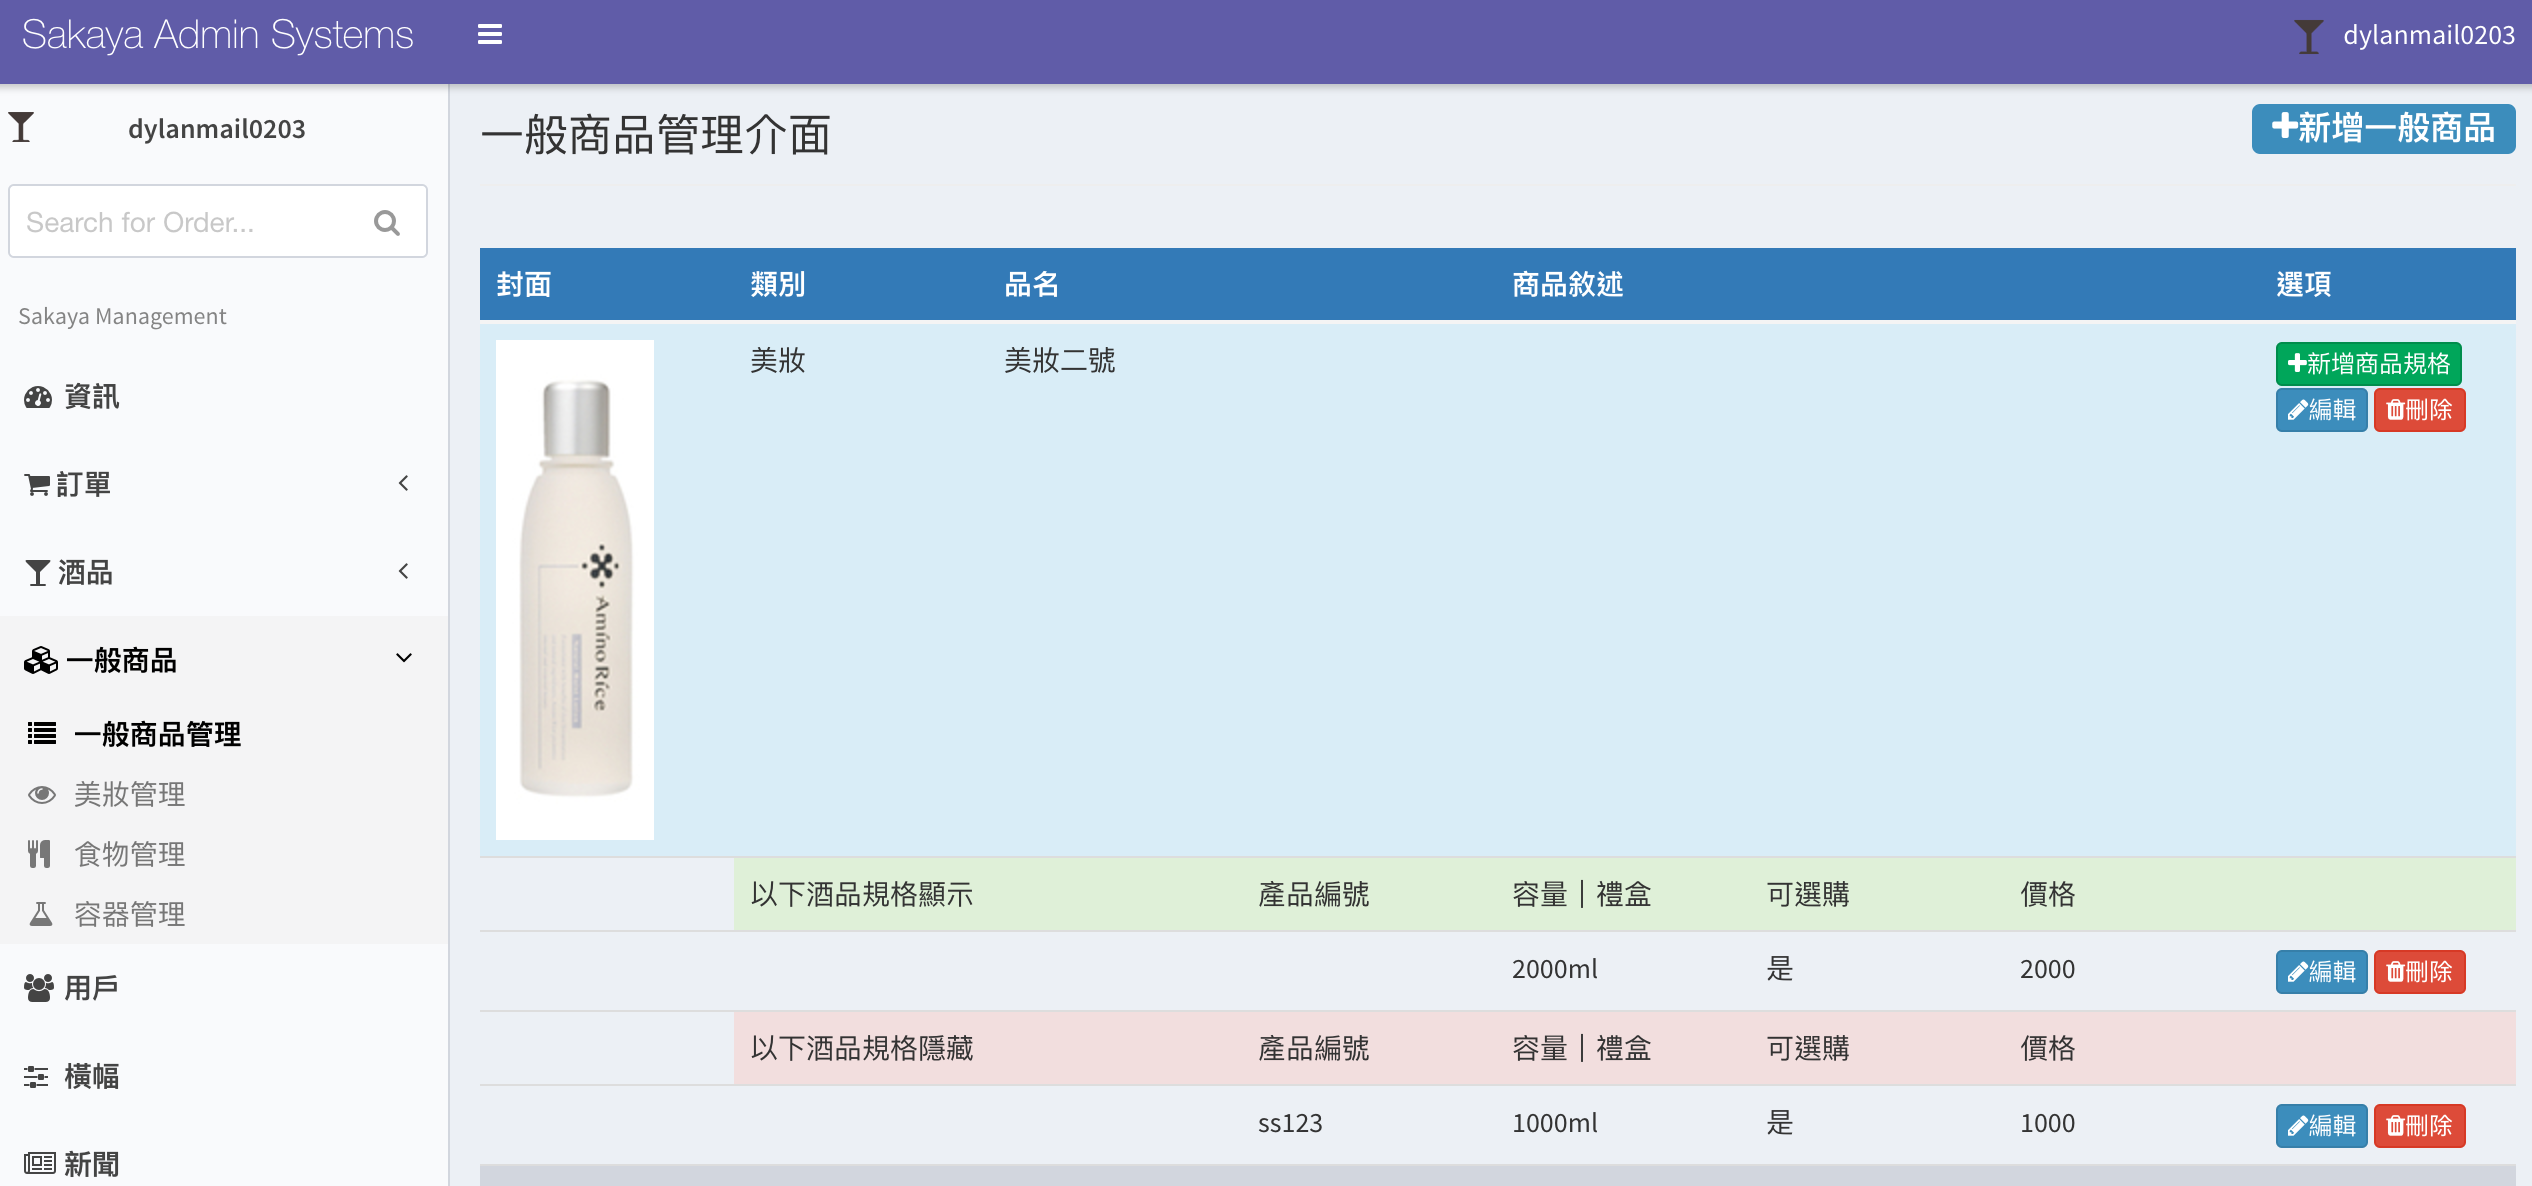 Sakaya Admin Systems
dylanmail0203
dylanmail0203
Search for Order...
Sakaya Management
資訊
訂單
酒品
一般商品
一般商品管理
美妝管理
食物管理
容器管理
用戶
橫幅
新聞
一般商品管理介面
新增一般商品
封面 類別 品名 商品敘述 選項
美妝 美妝二號 新增商品規格
編輯 刪除
Amino Rice
以下酒品規格顯示 產品編號 容量｜禮盒 可選購 價格
2000ml 是 2000 編輯 刪除
以下酒品規格隱藏 產品編號 容量｜禮盒 可選購 價格
ss123 1000ml 是 1000 編輯 刪除